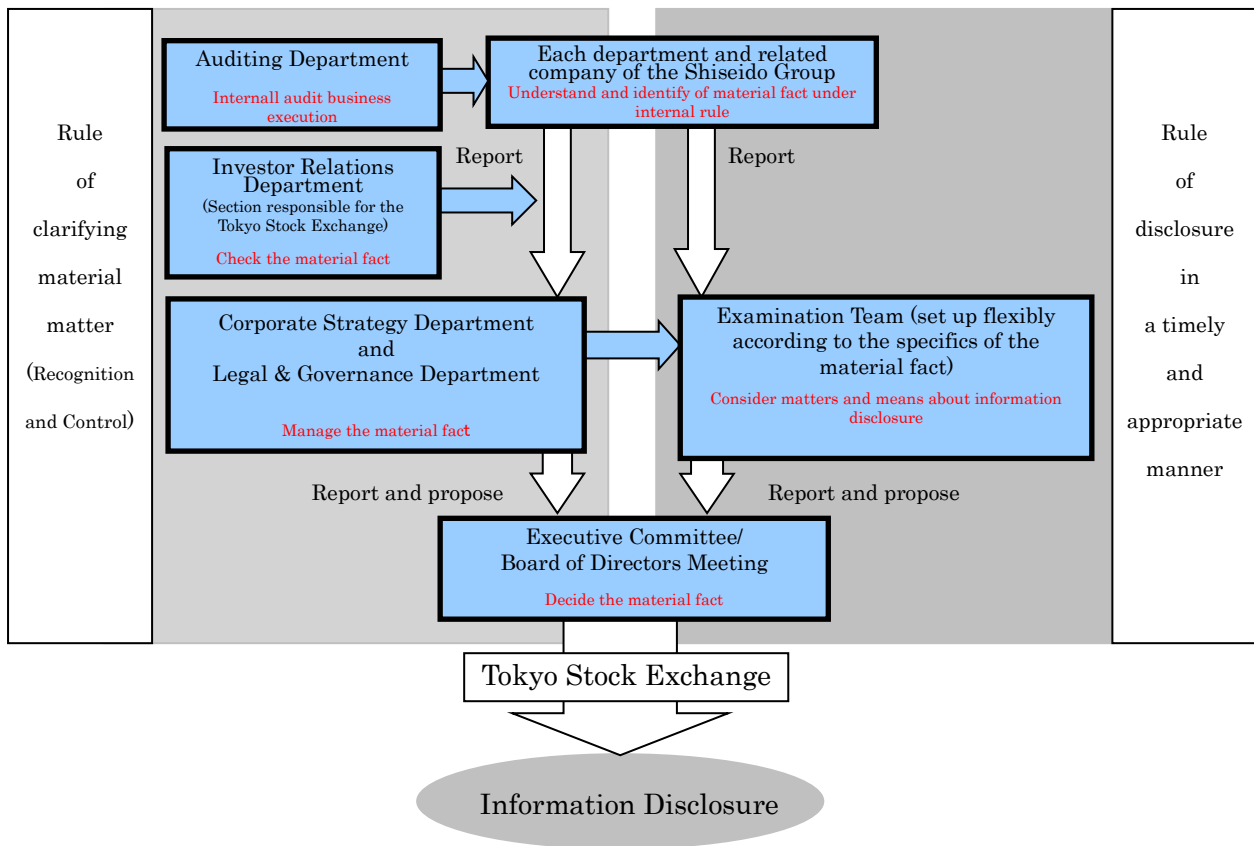 Rule
of
clarifying
material
matter
(Recognition
and Control)
Auditing Department
Internall audit business
execution
Each department and related
company of the Shiseido Group
Understand and identify of material fact under
internal rule
Report
Report
Investor Relations
Department
(Section responsible for the
Tokyo Stock Exchange)
Check the material fact
Corporate Strategy Department
and
Legal & Governance Department
Manage the material fact
Examination Team (set up flexibly
according to the specifics of the
material fact)
Consider matters and means about information
disclosure
Report and propose
Report and propose
Executive Committee/
Board of Directors Meeting
Decide the material fact
Rule
of
disclosure
in
a timely
and
appropriate
manner
Tokyo Stock Exchange
Information Disclosure